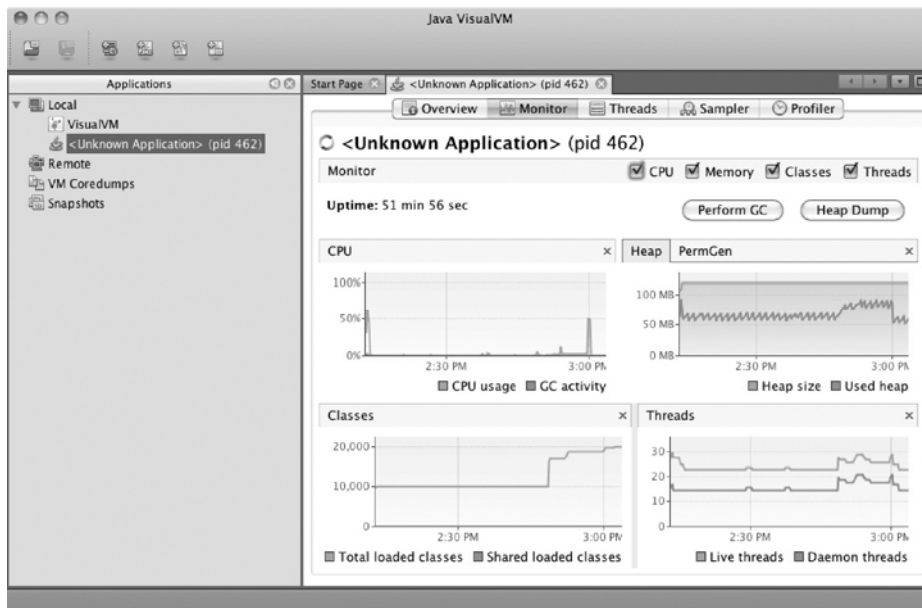 Java VisualVM
Applications
Local
VisualVM
<Unknown Application> (pid 462)
Remote
VM Coredumps
Snapshots
Start Page
<Unknown Application> (pid 462)
Overview
Monitor
Threads
Sampler
Profiler
<Unknown Application> (pid 462)
Monitor
CPU
Memory
Classes
Threads
Uptime: 51 min 56 sec
Perform GC
Heap Dump
CPU
100%
50%
0%
2:30 PM
3:00 PM
CPU usage
GC activity
Heap
PermGen
100 MB
50 MB
0 MB
2:30 PM
3:00 PM
Heap size
Used heap
Classes
20,000
10,000
0
2:30 PM
3:00 PM
Total loaded classes
Shared loaded classes
Threads
30
20
10
0
2:30 PM
3:00 PM
Live threads
Daemon threads